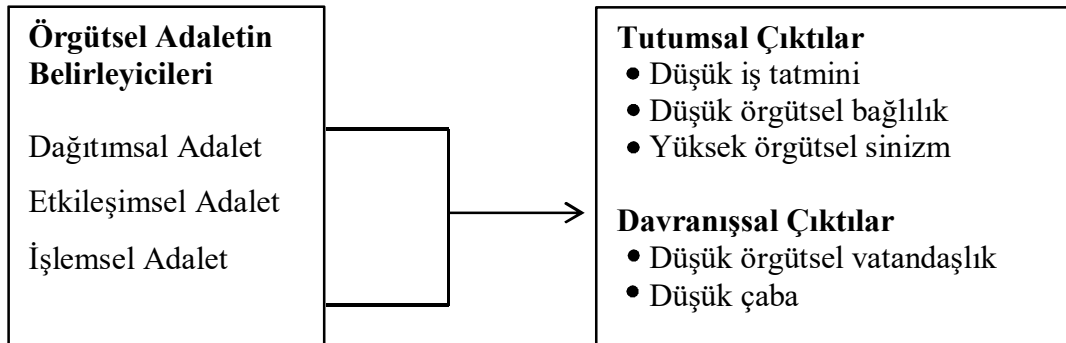 Örgütsel Adaletin
Belirleyicileri
Dağıtımsal Adalet
Etkileşimsel Adalet
İşlemsel Adalet
Tutumsal Çıktılar
• Düşük iş tatmini
• Düşük örgütsel bağlılık
• Yüksek örgütsel sinizm
Davranışsal Çıktılar
• Düşük örgütsel vatandaşlık
• Düşük çaba